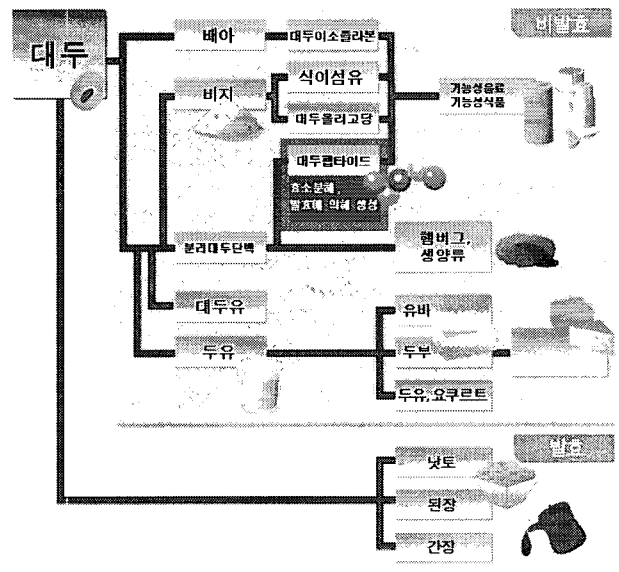 대두
비발효
배아
대두이소플라본
비지
식이섬유
대두올리고당
기능성음료
기능성식품
대두펩타이드
효소분해,
발효에 의해 생성
분리대두단백
햄버그,
생양류
대두유
두유
유바
두부
두유,요쿠르트
발효
낫토
된장
간장